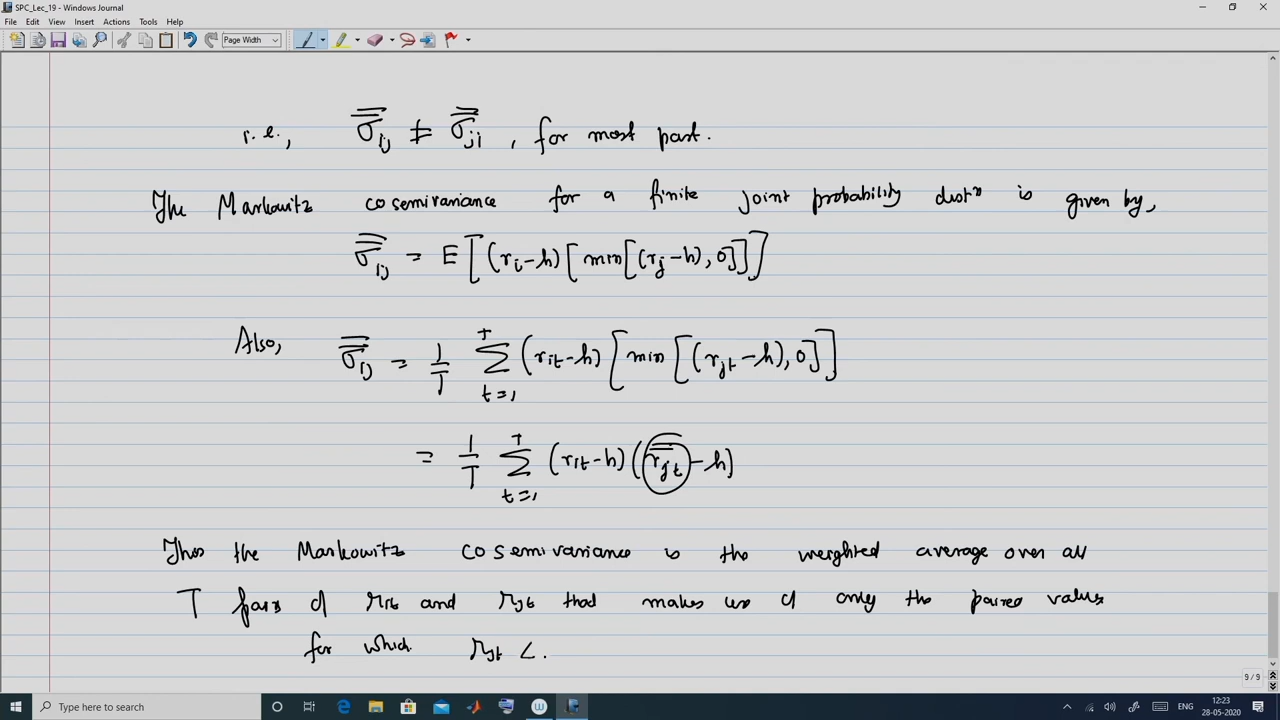 SPC_Lec_19 - Windows Journal
File Edit View Insert Actions Tools Help
Page Width
i.e., σ̿ij ≠ σ̿ji , for most part.
The Markowitz cosemivariance for a finite joint probability distⁿ is given by,
σ̿ij = E[(ri-h)[min[(rj-h), 0]]]
Also, σ̿ij = 1/T Σ_{t=1}^{T} (rit-h)[min[(rjt-h), 0]]
= 1/T Σ_{t=1}^{T} (rit-h)(r̿jt-h)
Thus the Markowitz cosemivariance is the weighted average over all
T pairs of rit and rjt that makes use of only the paired values
for which rjt <.
9 / 9
Type here to search
12:23
28-05-2020